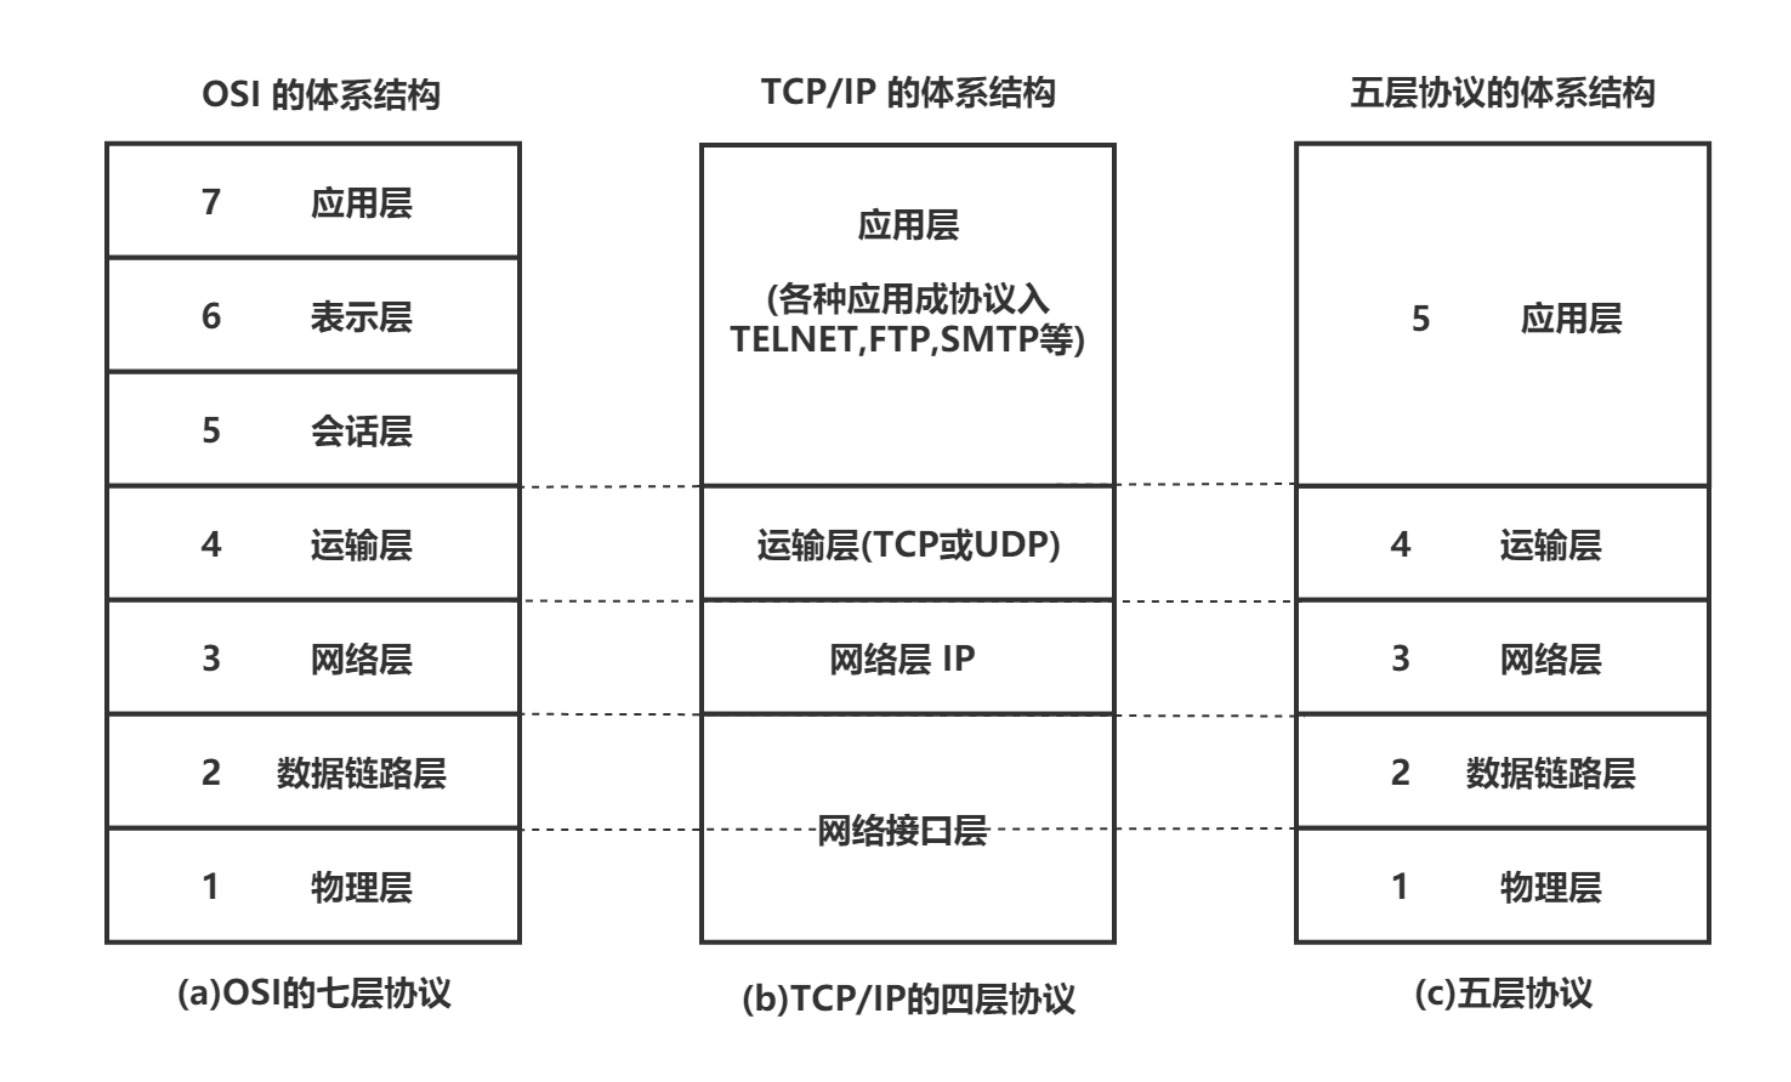 OSI 的体系结构
7 应用层
6 表示层
5 会话层
4 运输层
3 网络层
2 数据链路层
1 物理层
(a)OSI的七层协议
TCP/IP 的体系结构
应用层
(各种应用成协议入
TELNET,FTP,SMTP等)
运输层(TCP或UDP)
网络层 IP
网络接口层
(b)TCP/IP的四层协议
五层协议的体系结构
5 应用层
4 运输层
3 网络层
2 数据链路层
1 物理层
(c)五层协议